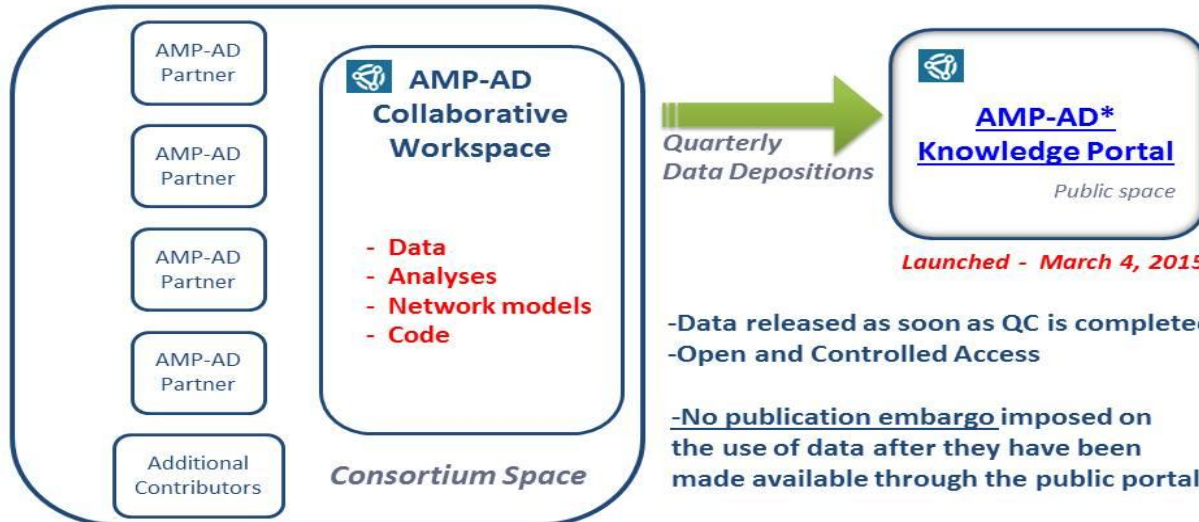 AMP-AD
Partner
AMP-AD
Partner
AMP-AD
Partner
AMP-AD
Partner
Additional
Contributors
AMP-AD
Collaborative
Workspace
- Data
- Analyses
- Network models
- Code
Consortium Space
Quarterly
Data Depositions
AMP-AD*
Knowledge Portal
Public space
Launched - March 4, 2015
-Data released as soon as QC is completed
-Open and Controlled Access
-No publication embargo imposed on
the use of data after they have been
made available through the public portal